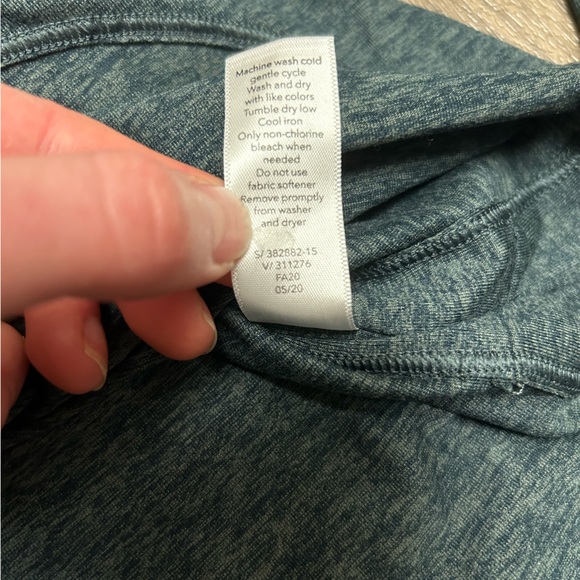 Machine wash cold
gentle cycle
Wash and dry
with like colors
Tumble dry low
Cool iron
Only non-chlorine
bleach when
needed
Do not use
fabric softener
Remove promptly
from washer
and dryer
S/ 382882-15
V/ 311276
FA20
05/20